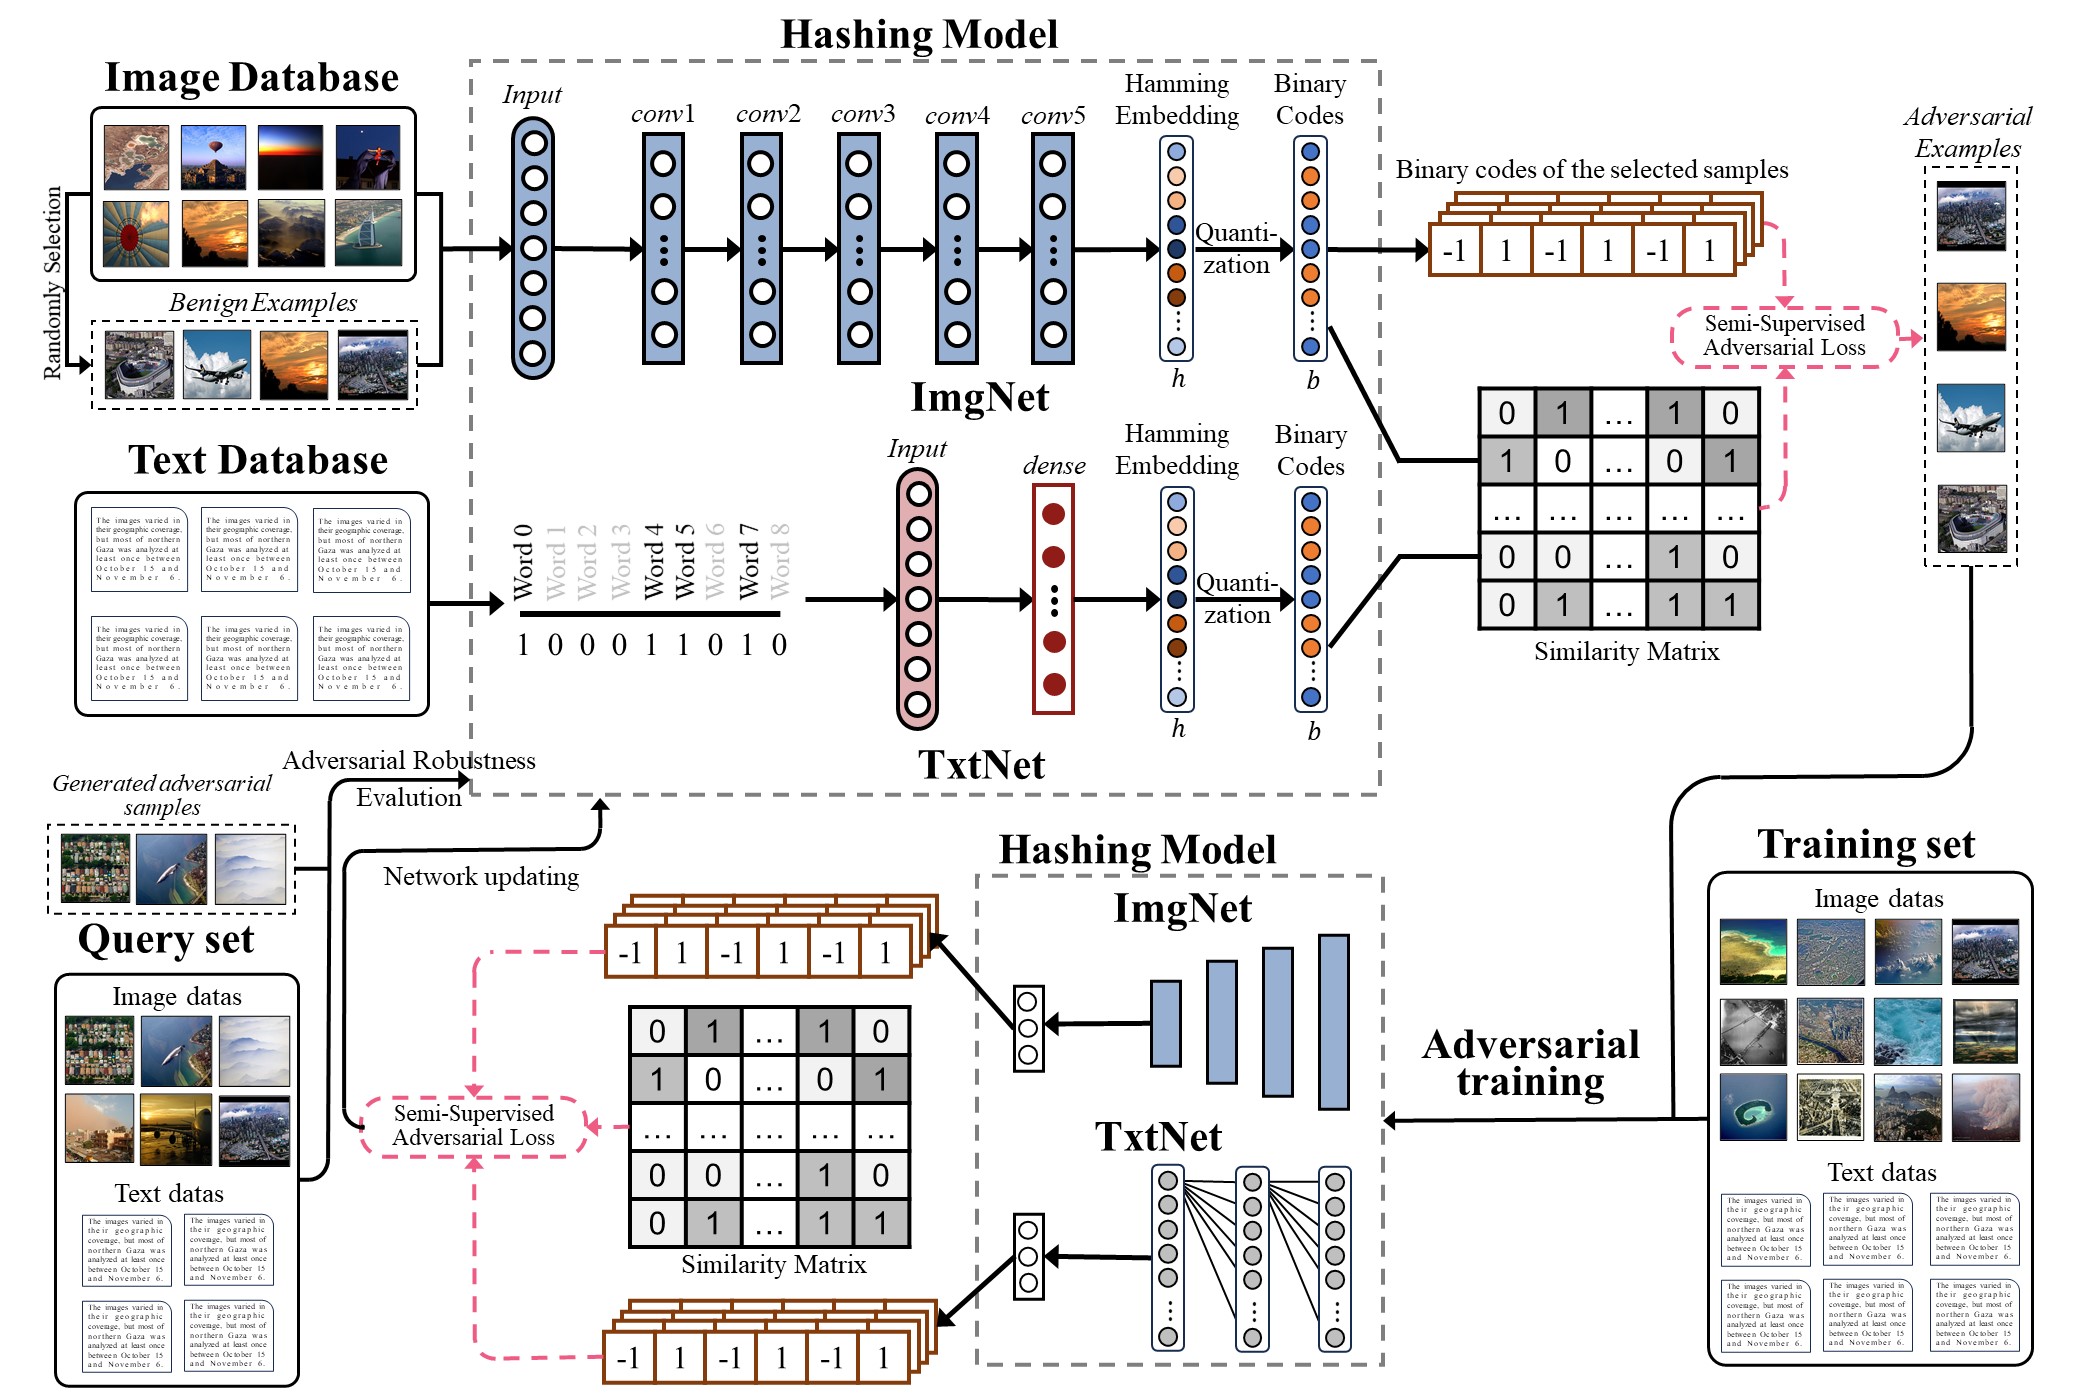 Hashing Model
Image Database
Randomly Selection
Benign Examples
Input
conv1
conv2
conv3
conv4
conv5
Hamming
Embedding
Binary
Codes
Quanti-
zation
h
b
ImgNet
Binary codes of the selected samples
-1 1 -1 1 -1 1
Semi-Supervised
Adversarial Loss
Adversarial
Examples
Text Database
The images varied in
their geographic coverage,
but most of northern
Gaza was analyzed at
least once between
October 15 and
November 6.
The images varied in
their geographic coverage,
but most of northern
Gaza was analyzed at
least once between
October 15 and
November 6.
The images varied in
their geographic coverage,
but most of northern
Gaza was analyzed at
least once between
October 15 and
November 6.
The images varied in
their geographic coverage,
but most of northern
Gaza was analyzed at
least once between
October 15 and
November 6.
The images varied in
their geographic coverage,
but most of northern
Gaza was analyzed at
least once between
October 15 and
November 6.
The images varied in
their geographic coverage,
but most of northern
Gaza was analyzed at
least once between
October 15 and
November 6.
Word 0
Word 1
Word 2
Word 3
Word 4
Word 5
Word 6
Word 7
Word 8
1 0 0 0 1 1 0 1 0
Input
dense
Hamming
Embedding
Binary
Codes
Quanti-
zation
h
b
TxtNet
0 1 … 1 0
1 0 … 0 1
… … … … …
0 0 … 1 0
0 1 … 1 1
Similarity Matrix
Adversarial Robustness
Evalution
Generated adversarial
samples
Network updating
Query set
Image datas
Text datas
The images varied in
their geographic
coverage, but most of
northern Gaza was
analyzed at least once
between October 15
and November 6.
The images varied in
their geographic
coverage, but most of
northern Gaza was
analyzed at least once
between October 15
and November 6.
The images varied in
their geographic
coverage, but most of
northern Gaza was
analyzed at least once
between October 15
and November 6.
The images varied in
their geographic
coverage, but most of
northern Gaza was
analyzed at least once
between October 15
and November 6.
Semi-Supervised
Adversarial Loss
-1 1 -1 1 -1 1
0 1 … 1 0
1 0 … 0 1
… … … … …
0 0 … 1 0
0 1 … 1 1
Similarity Matrix
-1 1 -1 1 -1 1
Hashing Model
ImgNet
TxtNet
Adversarial
training
Training set
Image datas
Text datas
The images varied in
their geographic
coverage, but most of
northern Gaza was
analyzed at least once
between October 15
and November 6.
The images varied in
their geographic
coverage, but most of
northern Gaza was
analyzed at least once
between October 15
and November 6.
The images varied in
their geographic
coverage, but most of
northern Gaza was
analyzed at least once
between October 15
and November 6.
The images varied in
their geographic
coverage, but most of
northern Gaza was
analyzed at least once
between October 15
and November 6.
The images varied in
their geographic
coverage, but most of
northern Gaza was
analyzed at least once
between October 15
and November 6.
The images varied in
their geographic
coverage, but most of
northern Gaza was
analyzed at least once
between October 15
and November 6.